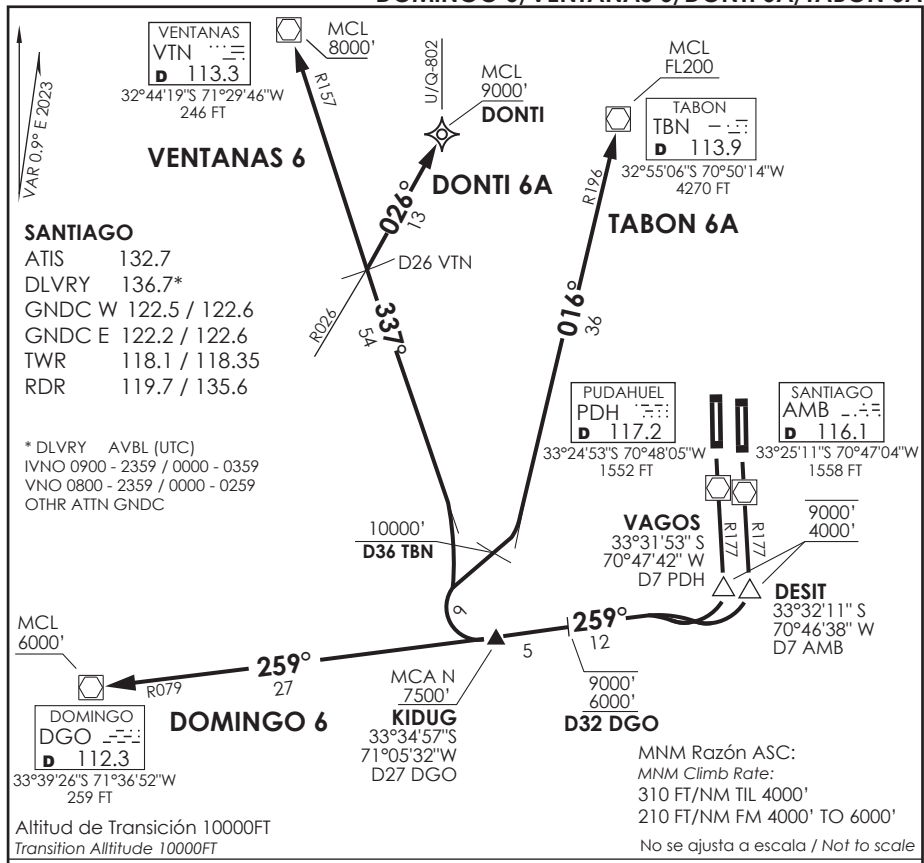 DOMINGO 6/VENTANAS 6/DONTI 6A/TABON 6A
VENTANAS
VTN
D 113.3
32°44'19"S 71°29'46"W
246 FT
MCL
8000'
R157
U/Q-802
MCL
9000'
DONTI
MCL
FL200
TABON
TBN
D 113.9
32°55'06"S 70°50'14"W
4270 FT
VAR 0.9° E 2023
VENTANAS 6
DONTI 6A
TABON 6A
R196
026°
13
D26 VTN
R026
337°
54
016°
36
SANTIAGO
ATIS 132.7
DLVRY 136.7*
GNDC W 122.5 / 122.6
GNDC E 122.2 / 122.6
TWR 118.1 / 118.35
RDR 119.7 / 135.6
* DLVRY AVBL (UTC)
IVNO 0900 - 2359 / 0000 - 0359
VNO 0800 - 2359 / 0000 - 0259
OTHR ATTN GNDC
PUDAHUEL
PDH
D 117.2
33°24'53"S 70°48'05"W
1552 FT
SANTIAGO
AMB
D 116.1
33°25'11"S 70°47'04"W
1558 FT
10000'
D36 TBN
VAGOS
33°31'53" S
70°47'42" W
D7 PDH
R177
R177
9000'
4000'
DESIT
33°32'11" S
70°46'38" W
D7 AMB
9
259°
12
5
9000'
6000'
D32 DGO
MCA N
7500'
KIDUG
33°34'57"S
71°05'32"W
D27 DGO
MCL
6000'
R079
259°
27
DOMINGO 6
DOMINGO
DGO
D 112.3
33°39'26"S 71°36'52"W
259 FT
MNM Razón ASC:
MNM Climb Rate:
310 FT/NM TIL 4000'
210 FT/NM FM 4000' TO 6000'
Altitud de Transición 10000FT
Transition Alltitude 10000FT
No se ajusta a escala / Not to scale